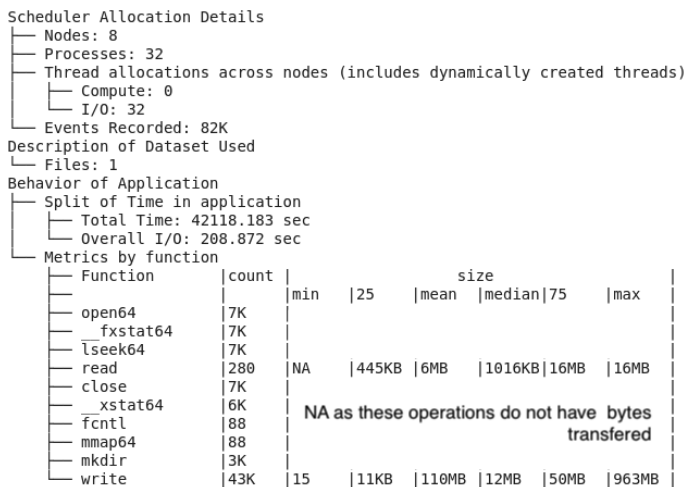 Scheduler Allocation Details
├── Nodes: 8
├── Processes: 32
├── Thread allocations across nodes (includes dynamically created threads)
│   ├── Compute: 0
│   └── I/O: 32
└── Events Recorded: 82K
Description of Dataset Used
└── Files: 1
Behavior of Application
├── Split of Time in application
│   ├── Total Time: 42118.183 sec
│   └── Overall I/O: 208.872 sec
└── Metrics by function
    ├── Function |count | size |
    ├── | |min |25 |mean |median|75 |max |
    ├── open64 |7K | |
    ├── __fxstat64 |7K | |
    ├── lseek64 |7K | |
    ├── read |280 |NA |445KB |6MB |1016KB|16MB |16MB |
    ├── close |7K | |
    ├── __xstat64 |6K | |
    ├── fcntl |88 | |
    ├── mmap64 |88 | |
    ├── mkdir |3K | |
NA as these operations do not have bytes
transfered
    └── write |43K |15 |11KB |110MB |12MB |50MB |963MB |